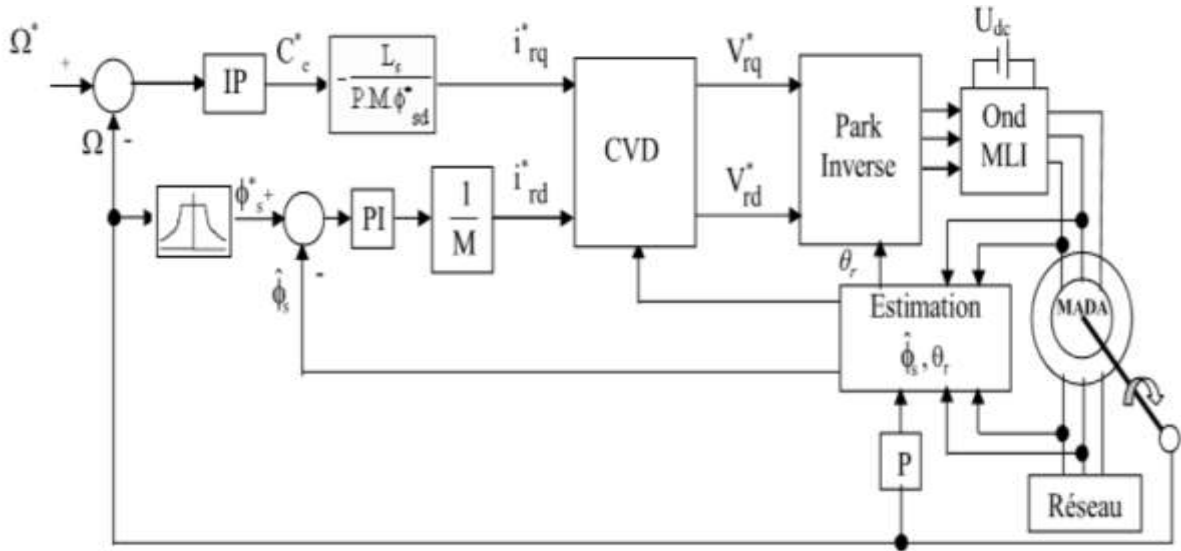 Ω*
+
-
Ω
IP
C*e
- Ls / P.M.ϕ*sd
i*rq
CVD
V*rq
Park
Inverse
Udc
Ond
MLI
ϕ*s
+
-
ϕ̂s
PI
1 / M
i*rd
V*rd
θr
Estimation
ϕ̂s , θr
MADA
P
Réseau